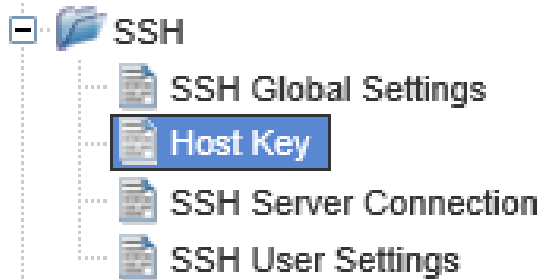 SSH
SSH Global Settings
Host Key
SSH Server Connection
SSH User Settings